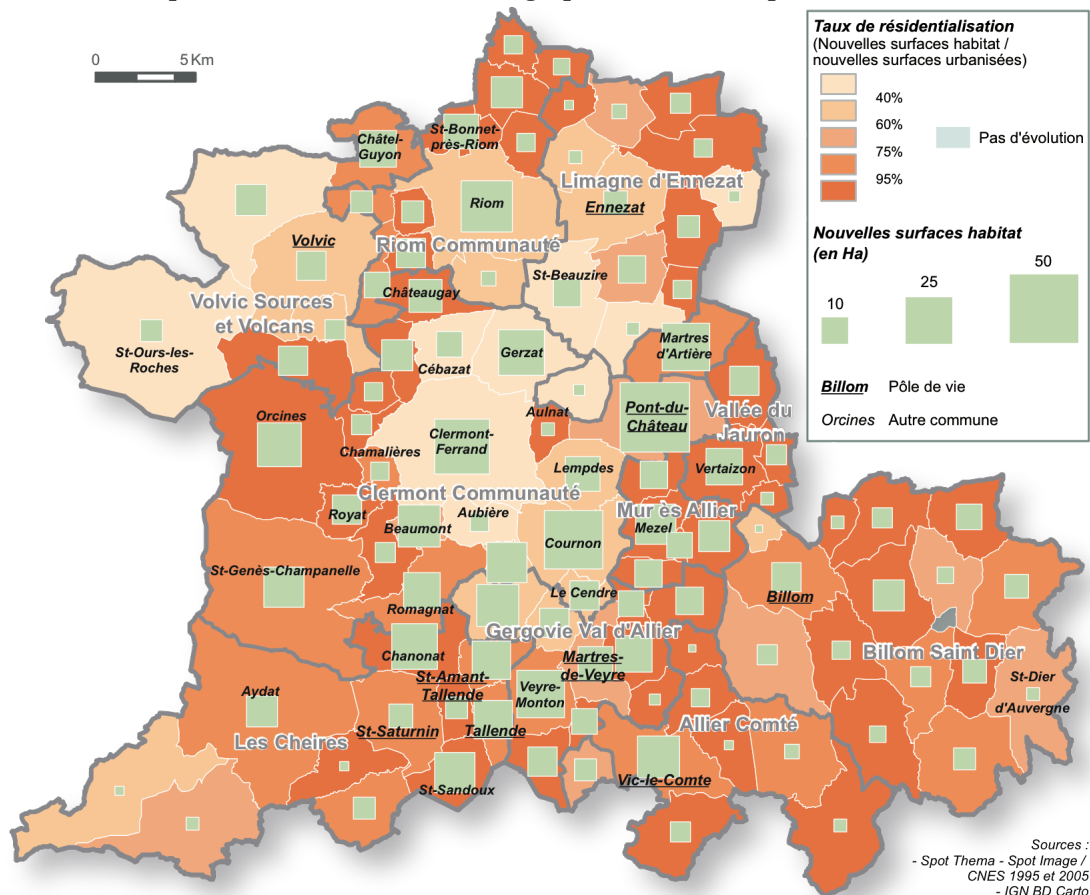 0 5 Km
Taux de résidentialisation
(Nouvelles surfaces habitat /
nouvelles surfaces urbanisées)
40%
60%
75%
95%
Pas d'évolution
Nouvelles surfaces habitat
(en Ha)
10
25
50
Billom Pôle de vie
Orcines Autre commune
Châtel-
Guyon
St-Bonnet-
près-Riom
Limagne d'Ennezat
Riom
Ennezat
Volvic
Riom Communauté
St-Beauzire
Châteaugay
Volvic Sources
et Volcans
St-Ours-les-
Roches
Cébazat
Gerzat
Martres
d'Artière
Orcines
Aulnat
Pont-du-
Château
Vallée du
Jauron
Clermont-
Ferrand
Chamalières
Lempdes
Vertaizon
Clermont Communauté
Royat
Aubière
Mur ès Allier
Mezel
Beaumont
Cournon
St-Genès-Champanelle
Le Cendre
Billom
Romagnat
Gergovie Val d'Allier
Chanonat
Martres-
de-Veyre
Billom Saint Dier
St-Amant-
Tallende
St-Dier
d'Auvergne
Aydat
Veyre-
Monton
St-Saturnin
Tallende
Allier Comté
Les Cheires
Vic-le-Comte
St-Sandoux
Sources :
- Spot Thema - Spot Image /
CNES 1995 et 2005
- IGN BD Carto